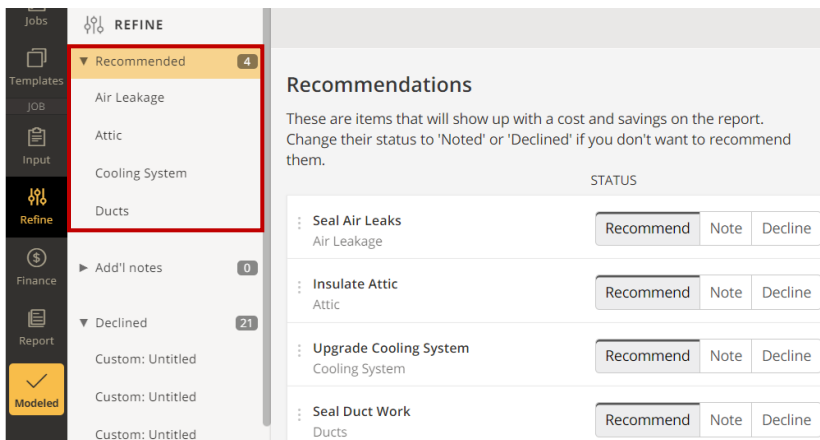 Jobs
Templates
JOB
Input
Refine
Finance
Report
Modeled
REFINE
▼ Recommended 4
Air Leakage
Attic
Cooling System
Ducts
▶ Add'l notes 0
▼ Declined 21
Custom: Untitled
Custom: Untitled
Custom: Untitled
Recommendations
These are items that will show up with a cost and savings on the report.
Change their status to 'Noted' or 'Declined' if you don't want to recommend
them.
STATUS
Seal Air Leaks
Air Leakage
Recommend Note Decline
Insulate Attic
Attic
Recommend Note Decline
Upgrade Cooling System
Cooling System
Recommend Note Decline
Seal Duct Work
Ducts
Recommend Note Decline